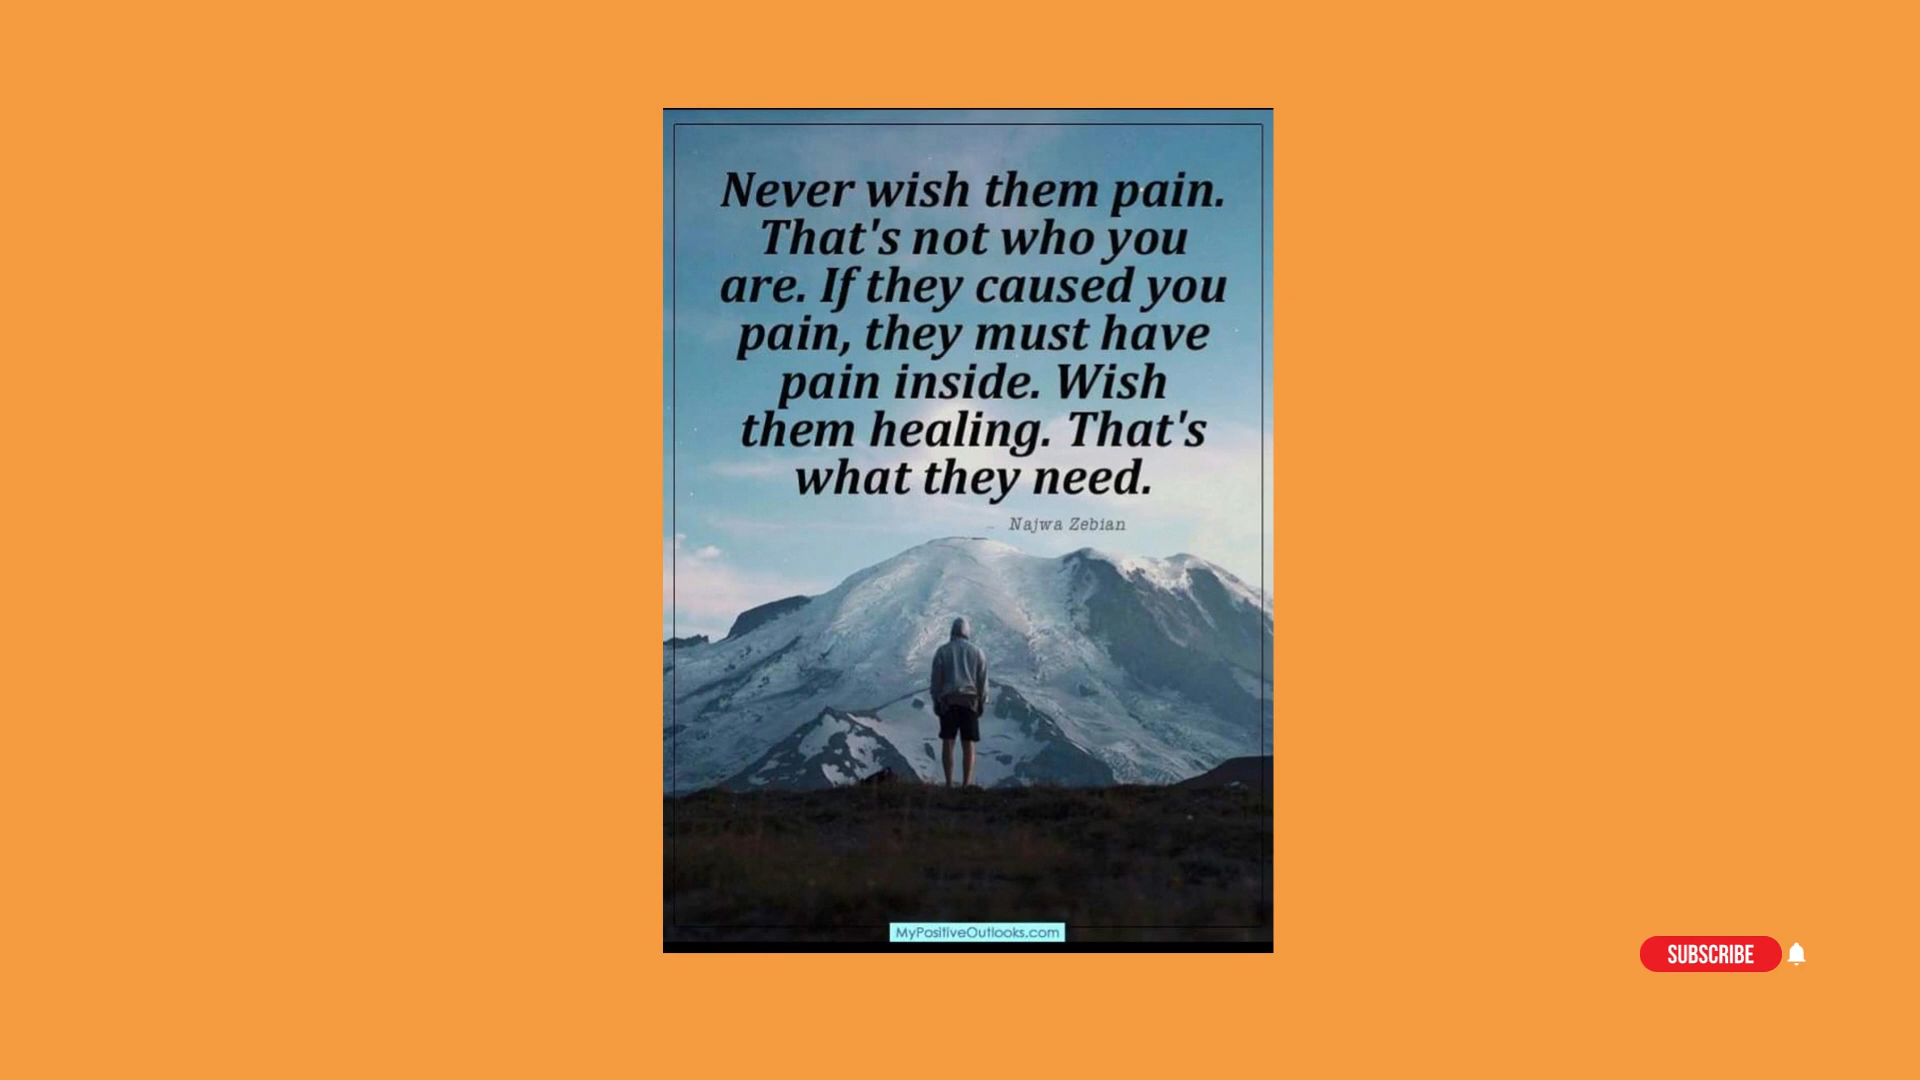 Never wish them pain.
That's not who you
are. If they caused you
pain, they must have
pain inside. Wish
them healing. That's
what they need.
Najwa Zebian
MyPositiveOutlooks.com
SUBSCRIBE